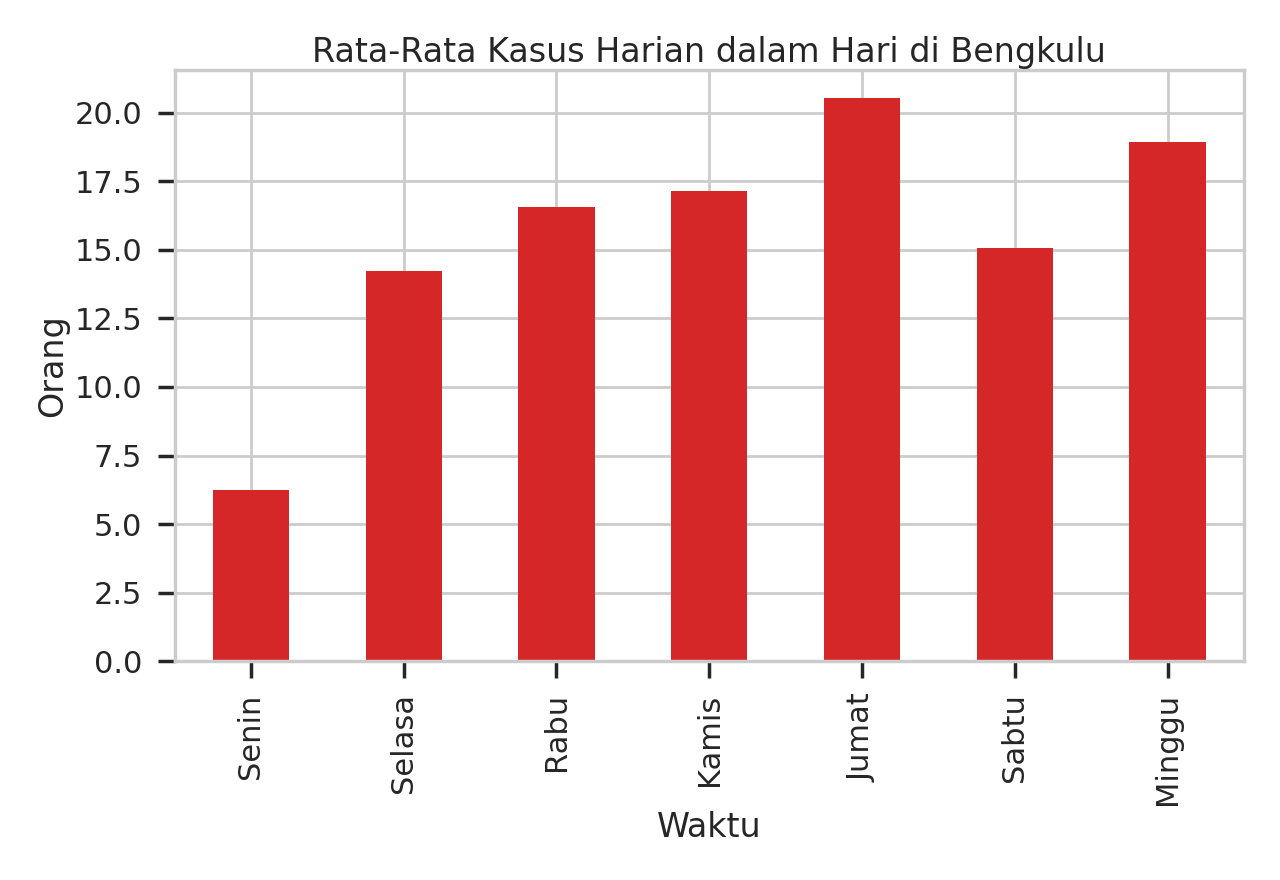 Rata-Rata Kasus Harian dalam Hari di Bengkulu
20.0
17.5
15.0
12.5
10.0
7.5
5.0
2.5
0.0
Orang
Senin
Selasa
Rabu
Kamis
Jumat
Sabtu
Minggu
Waktu